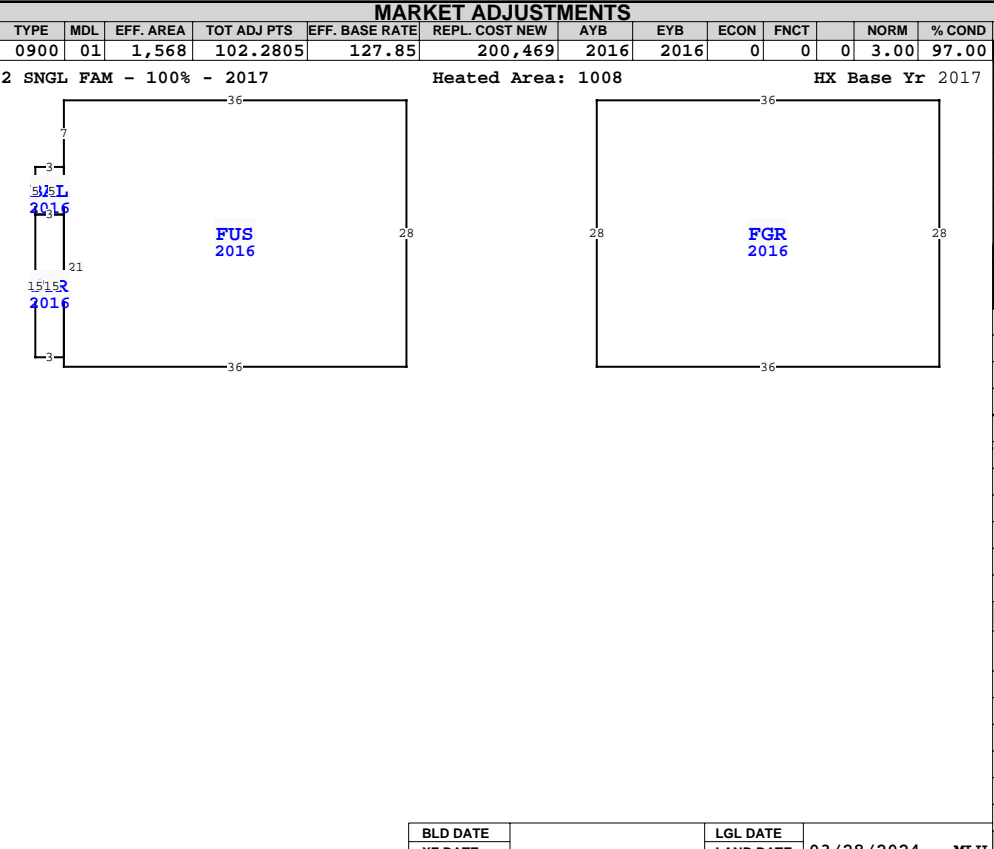 MARKET ADJUSTMENTS
TYPE MDL EFF. AREA TOT ADJ PTS EFF. BASE RATE REPL. COST NEW AYB EYB ECON FNCT NORM % COND
0900 01 1,568 102.2805 127.85 200,469 2016 2016 0 0 0 3.00 97.00
2 SNGL FAM - 100% - 2017 Heated Area: 1008 HX Base Yr 2017
36 36
7
3
5 5
2016
3
FUS 28 28 FGR 28
2016 2016
21
15 15
2016
3
36 36
BLD DATE LGL DATE
03/28/2024